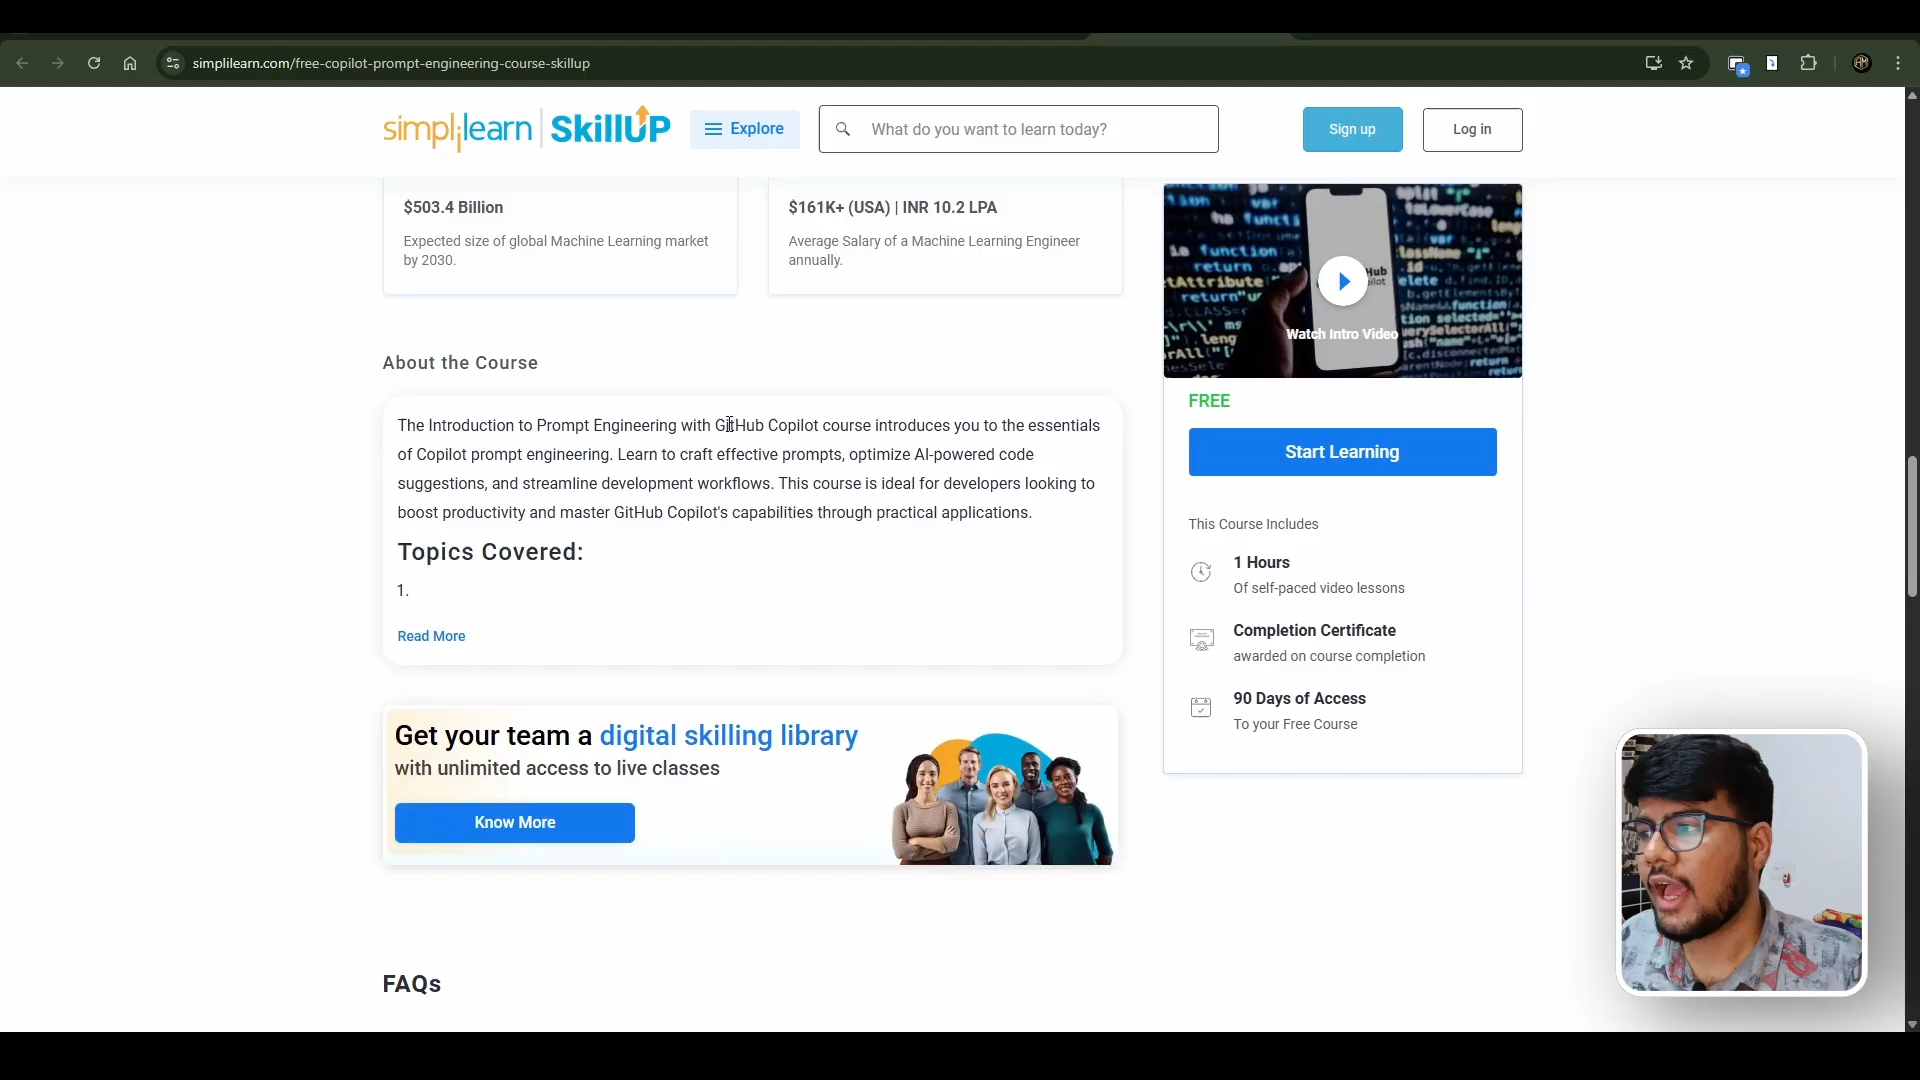 simplilearn.com/free-copilot-prompt-engineering-course-skillup
simplilearn | SkillUP
Explore
What do you want to learn today?
Sign up
Log in
$503.4 Billion
Expected size of global Machine Learning market
by 2030.
$161K+ (USA) | INR 10.2 LPA
Average Salary of a Machine Learning Engineer
annually.
About the Course
The Introduction to Prompt Engineering with GitHub Copilot course introduces you to the essentials
of Copilot prompt engineering. Learn to craft effective prompts, optimize AI-powered code
suggestions, and streamline development workflows. This course is ideal for developers looking to
boost productivity and master GitHub Copilot's capabilities through practical applications.
Topics Covered:
1.
Read More
Get your team a digital skilling library
with unlimited access to live classes
Know More
FAQs
Watch Intro Video
FREE
Start Learning
This Course Includes
1 Hours
Of self-paced video lessons
Completion Certificate
awarded on course completion
90 Days of Access
To your Free Course